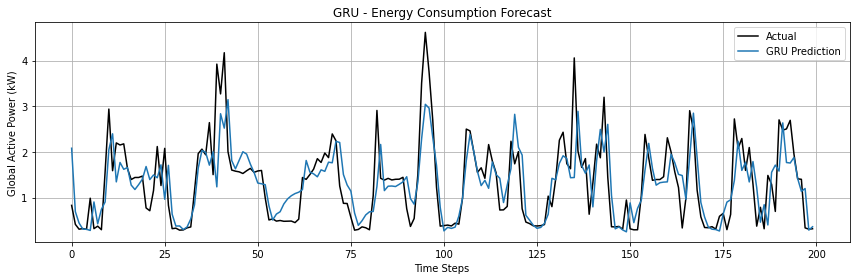 GRU - Energy Consumption Forecast
Actual
GRU Prediction
Global Active Power (kW)
4
3
2
1
0
25
50
75
100
125
150
175
200
Time Steps